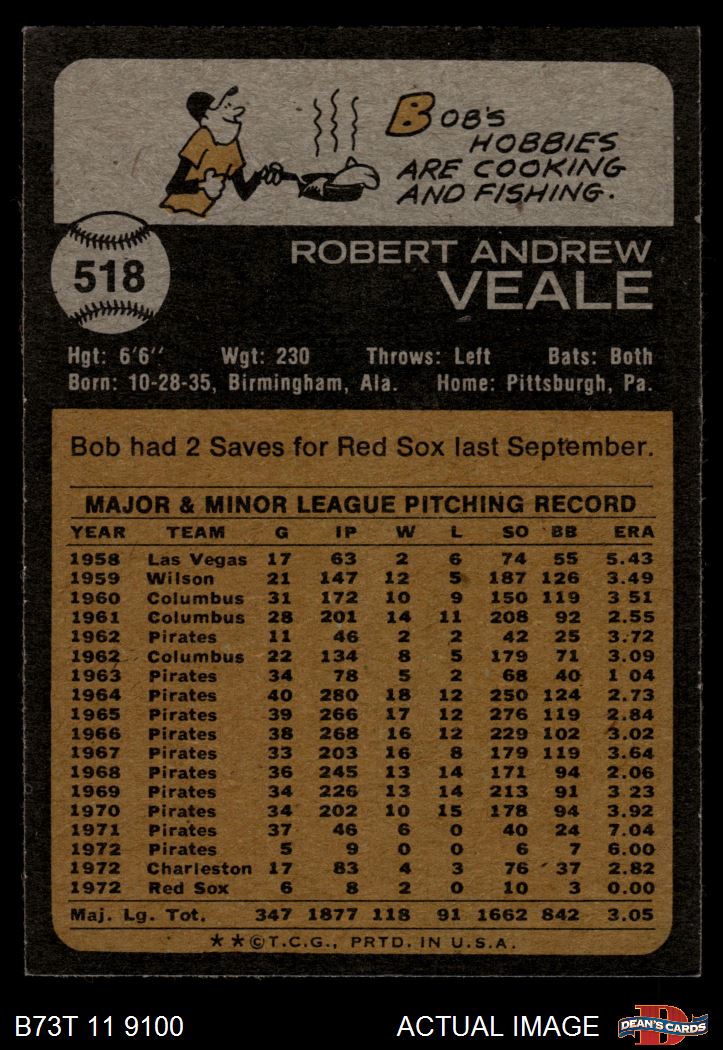 BOB'S
HOBBIES
ARE COOKING
AND FISHING.
518
ROBERT ANDREW
VEALE
Hgt: 6'6" Wgt: 230 Throws: Left Bats: Both
Born: 10-28-35, Birmingham, Ala. Home: Pittsburgh, Pa.
Bob had 2 Saves for Red Sox last September.
MAJOR & MINOR LEAGUE PITCHING RECORD
YEAR TEAM G IP W L SO BB ERA
1958 Las Vegas 17 63 2 6 74 55 5.43
1959 Wilson 21 147 12 5 187 126 3.49
1960 Columbus 31 172 10 9 150 119 3 51
1961 Columbus 28 201 14 11 208 92 2.55
1962 Pirates 11 46 2 2 42 25 3.72
1962 Columbus 22 134 8 5 179 71 3.09
1963 Pirates 34 78 5 2 68 40 1 04
1964 Pirates 40 280 18 12 250 124 2.73
1965 Pirates 39 266 17 12 276 119 2.84
1966 Pirates 38 268 16 12 229 102 3.02
1967 Pirates 33 203 16 8 179 119 3.64
1968 Pirates 36 245 13 14 171 94 2.06
1969 Pirates 34 226 13 14 213 91 3 23
1970 Pirates 34 202 10 15 178 94 3.92
1971 Pirates 37 46 6 0 40 24 7.04
1972 Pirates 5 9 0 0 6 7 6.00
1972 Charleston 17 83 4 3 76 37 2.82
1972 Red Sox 6 8 2 0 10 3 0.00
Maj. Lg. Tot. 347 1877 118 91 1662 842 3.05
**©T.C.G., PRTD. IN U.S.A.
B73T 11 9100 ACTUAL IMAGE
DEAN'S CARDS